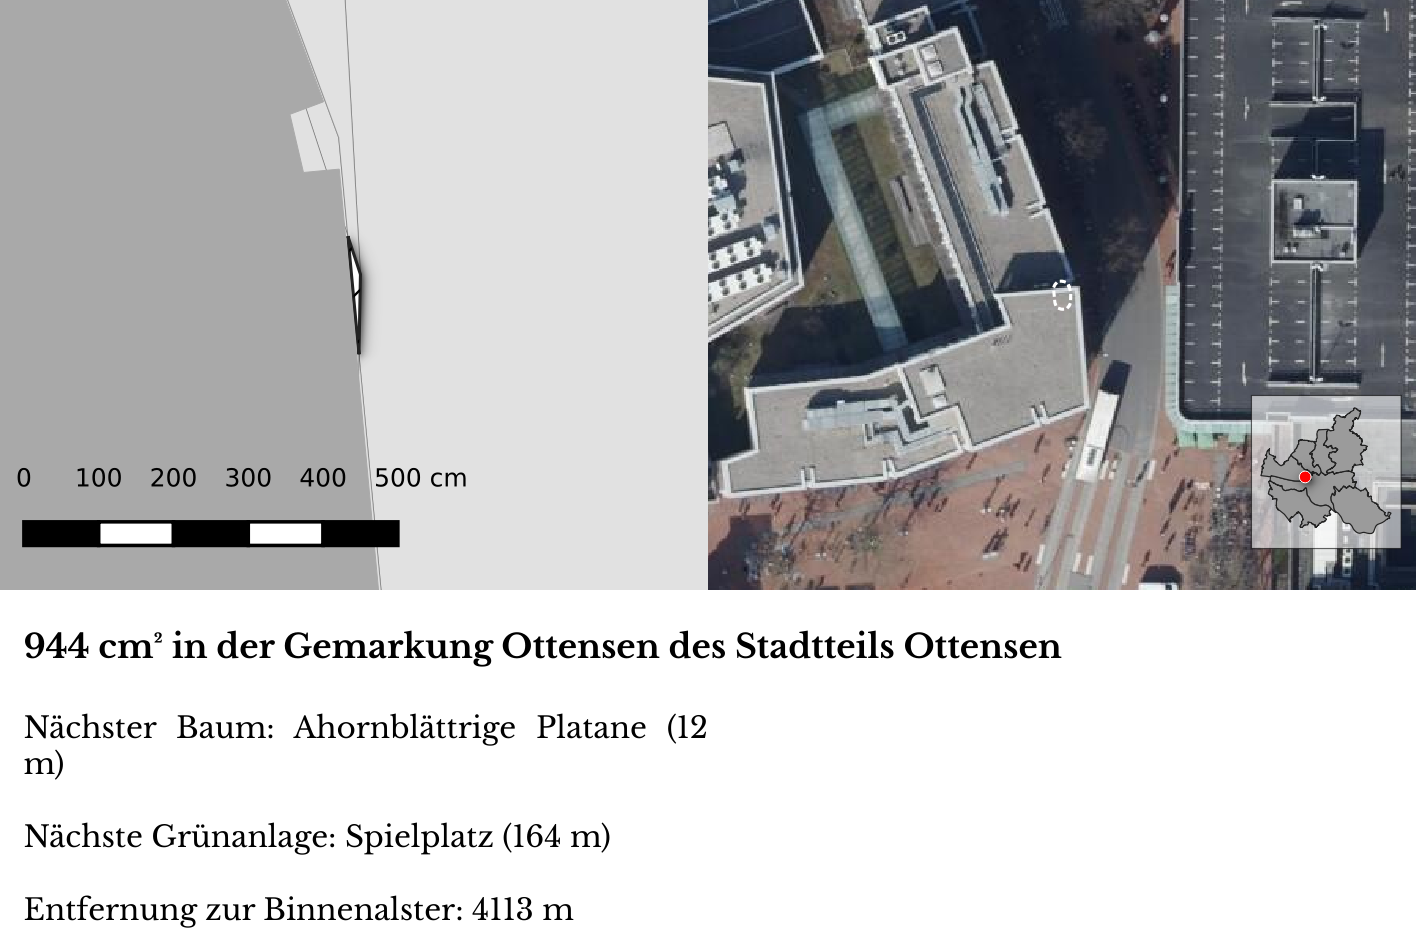 0 100 200 300 400 500 cm
944 cm² in der Gemarkung Ottensen des Stadtteils Ottensen
Nächster Baum: Ahornblättrige Platane (12
m)
Nächste Grünanlage: Spielplatz (164 m)
Entfernung zur Binnenalster: 4113 m